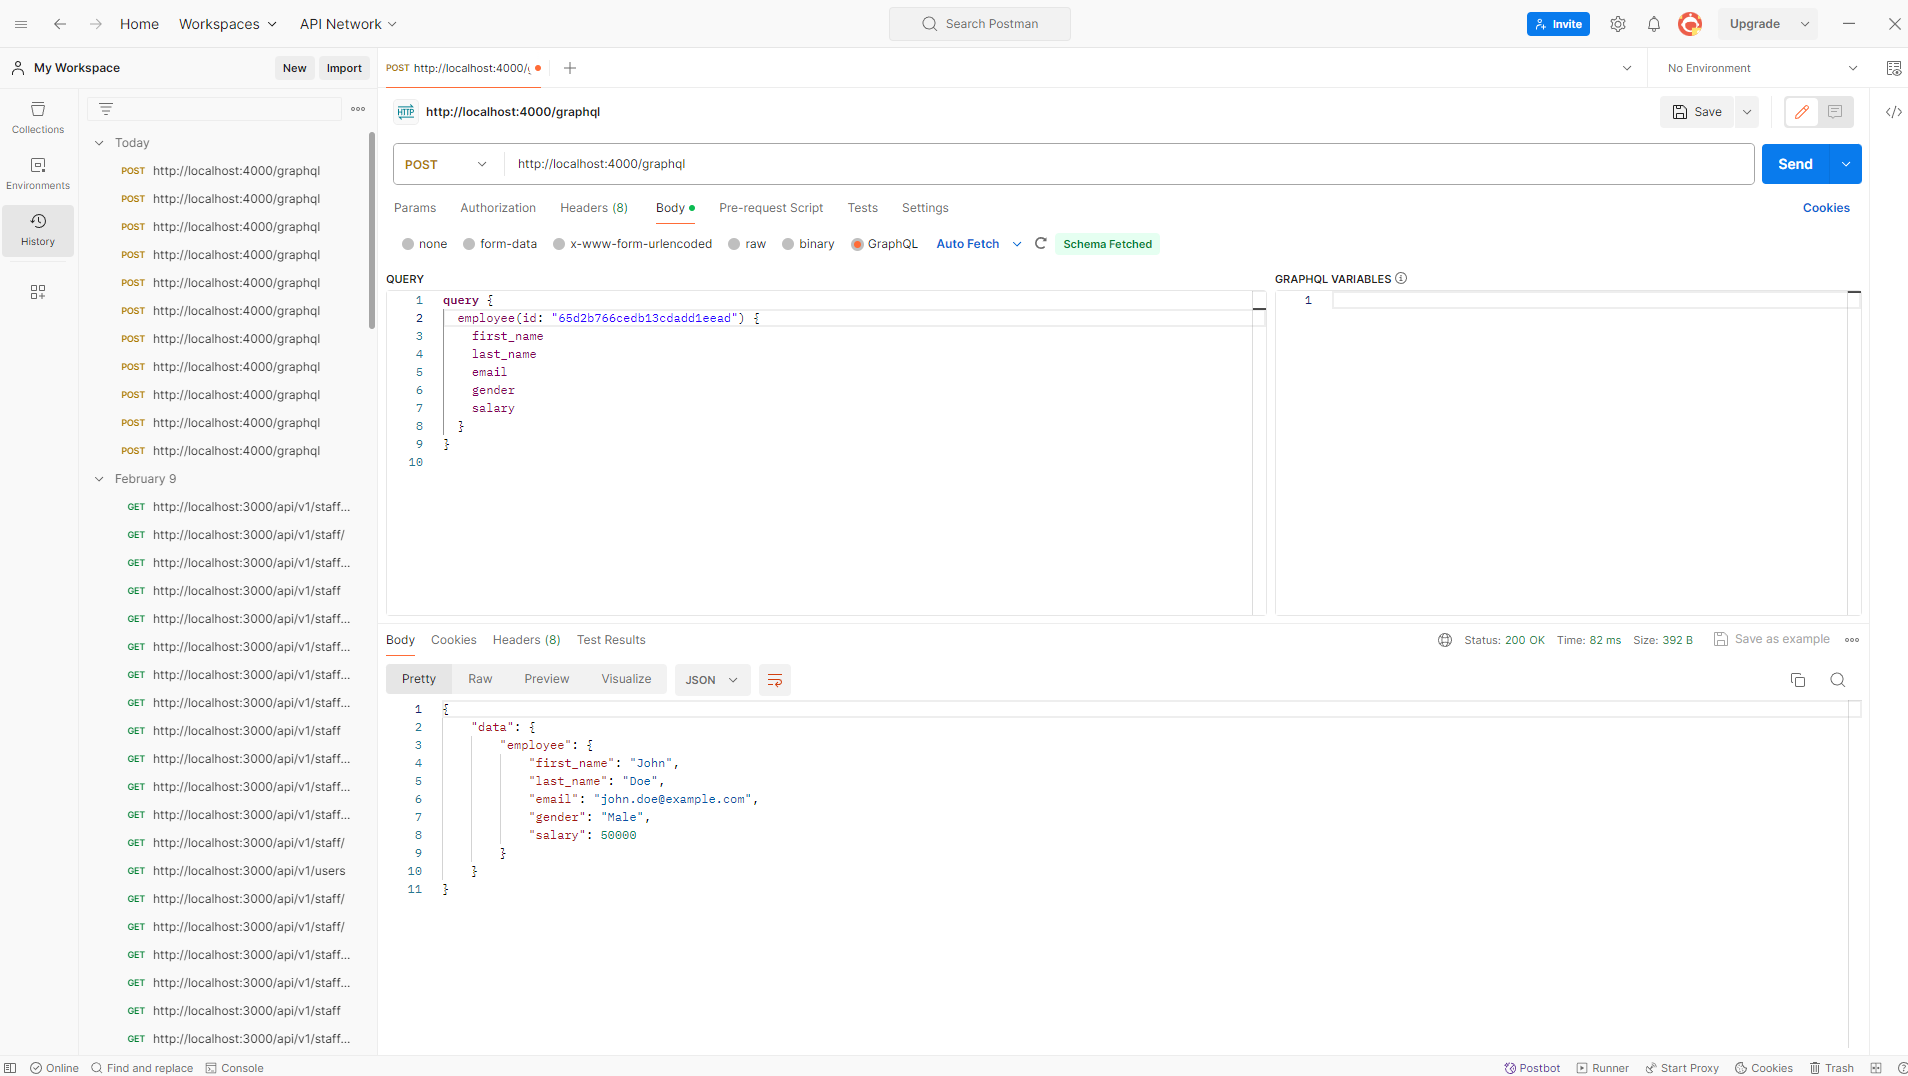 Home Workspaces API Network Search Postman Invite Upgrade
My Workspace New Import POST http://localhost:4000/ No Environment
Collections
Environments
History
Today
POST http://localhost:4000/graphql
POST http://localhost:4000/graphql
POST http://localhost:4000/graphql
POST http://localhost:4000/graphql
POST http://localhost:4000/graphql
POST http://localhost:4000/graphql
POST http://localhost:4000/graphql
POST http://localhost:4000/graphql
POST http://localhost:4000/graphql
POST http://localhost:4000/graphql
POST http://localhost:4000/graphql
February 9
GET http://localhost:3000/api/v1/staff...
GET http://localhost:3000/api/v1/staff/
GET http://localhost:3000/api/v1/staff...
GET http://localhost:3000/api/v1/staff
GET http://localhost:3000/api/v1/staff...
GET http://localhost:3000/api/v1/staff...
GET http://localhost:3000/api/v1/staff...
GET http://localhost:3000/api/v1/staff...
GET http://localhost:3000/api/v1/staff
GET http://localhost:3000/api/v1/staff...
GET http://localhost:3000/api/v1/staff...
GET http://localhost:3000/api/v1/staff...
GET http://localhost:3000/api/v1/staff/
GET http://localhost:3000/api/v1/users
GET http://localhost:3000/api/v1/staff/
GET http://localhost:3000/api/v1/staff/
GET http://localhost:3000/api/v1/staff...
GET http://localhost:3000/api/v1/staff...
GET http://localhost:3000/api/v1/staff
GET http://localhost:3000/api/v1/staff...
HTTP http://localhost:4000/graphql Save </>
POST http://localhost:4000/graphql Send
Params Authorization Headers (8) Body Pre-request Script Tests Settings Cookies
none form-data x-www-form-urlencoded raw binary GraphQL Auto Fetch Schema Fetched
QUERY
1 query {
2 employee(id: "65d2b766cedb13cdadd1eead") {
3 first_name
4 last_name
5 email
6 gender
7 salary
8 }
9 }
10
GRAPHQL VARIABLES
1
Body Cookies Headers (8) Test Results Status: 200 OK Time: 82 ms Size: 392 B Save as example
Pretty Raw Preview Visualize JSON
1 {
2 "data": {
3 "employee": {
4 "first_name": "John",
5 "last_name": "Doe",
6 "email": "john.doe@example.com",
7 "gender": "Male",
8 "salary": 50000
9 }
10 }
11 }
Online Find and replace Console Postbot Runner Start Proxy Cookies Trash